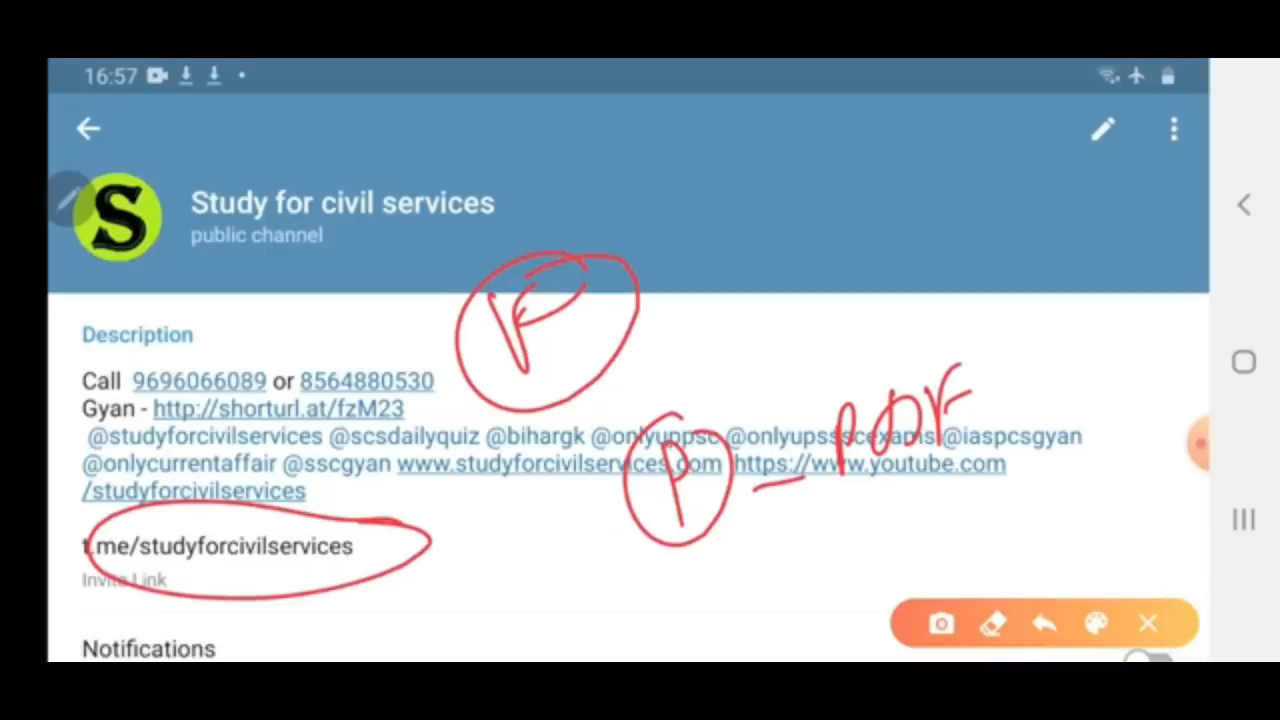 16:57
Study for civil services
public channel
Description
Call 9696066089 or 8564880530
Gyan - http://shorturl.at/fzM23
@studyforcivilservices @scsdailyquiz @bihargk @onlyuppsc @onlyupssscexams @iaspcsgyan
@onlycurrentaffair @sscgyan www.studyforcivilservices.com https://www.youtube.com
/studyforcivilservices
P - PDF
t.me/studyforcivilservices
Invite Link
Notifications